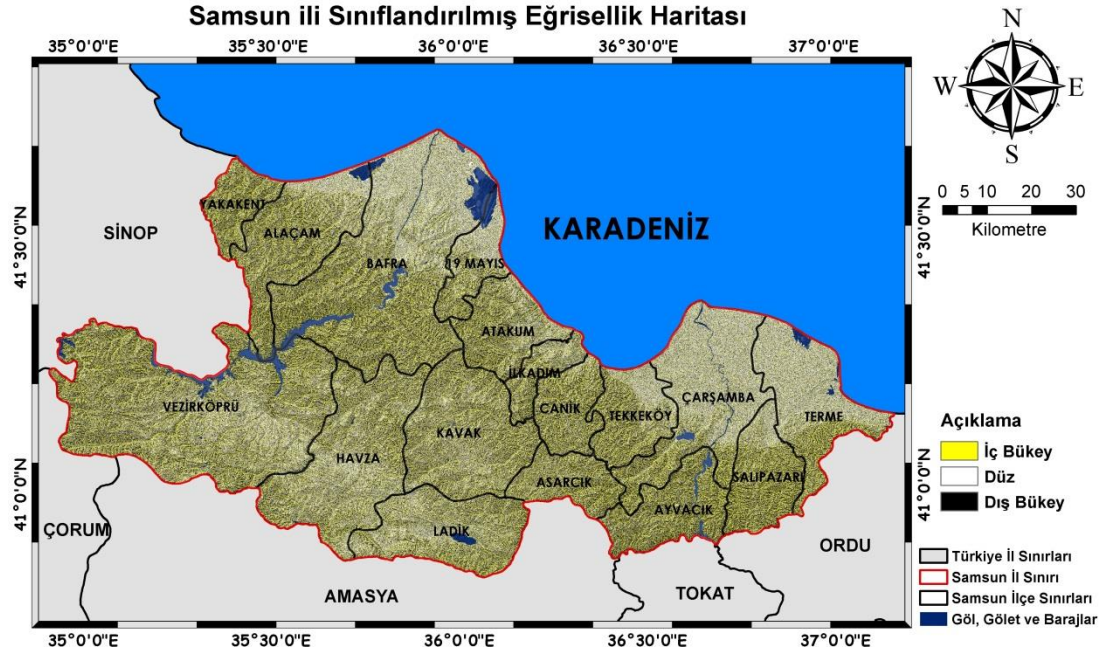 Samsun ili Sınıflandırılmış Eğrisellik Haritası
35°0'0"E 35°30'0"E 36°0'0"E 36°30'0"E 37°0'0"E
N
W E
S
0 5 10 20 30
Kilometre
41°30'0"N
41°30'0"N
41°0'0"N
41°0'0"N
SİNOP
KARADENİZ
YAKAKENT
ALAÇAM
BAFRA
19 MAYIS
ATAKUM
İLKADIM
CANİK
TEKKEKÖY
ÇARŞAMBA
TERME
VEZİRKÖPRÜ
KAVAK
HAVZA
ASARCIK
SALIPAZARI
AYVACIK
LADİK
ÇORUM
AMASYA
TOKAT
ORDU
Açıklama
İç Bükey
Düz
Dış Bükey
Türkiye İl Sınırları
Samsun İl Sınırı
Samsun İlçe Sınırları
Göl, Gölet ve Barajlar
35°0'0"E 35°30'0"E 36°0'0"E 36°30'0"E 37°0'0"E